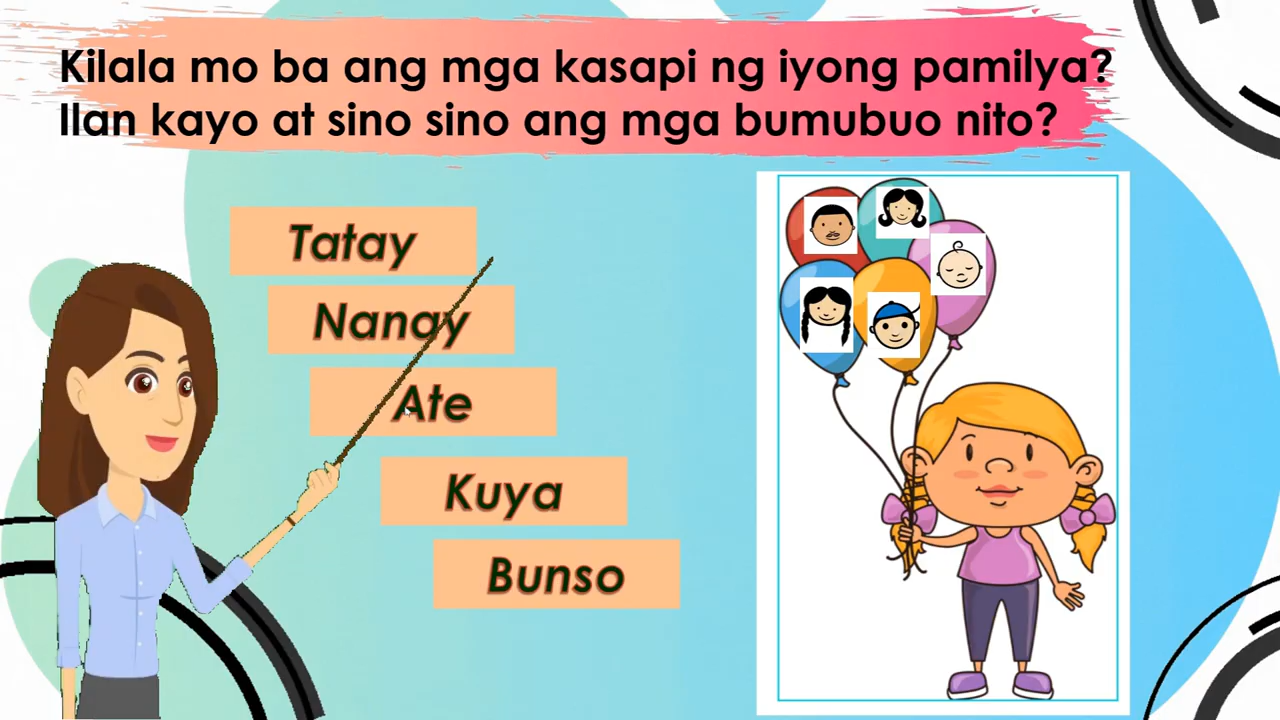 Kilala mo ba ang mga kasapi ng iyong pamilya?
Ilan kayo at sino sino ang mga bumubuo nito?
Tatay
Nanay
Ate
Kuya
Bunso